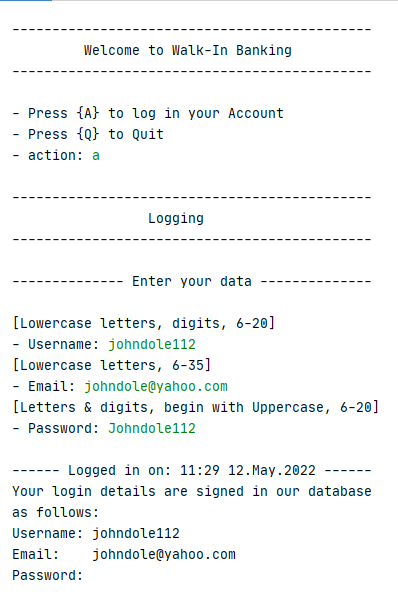 ---------------------------------------------
Welcome to Walk-In Banking
---------------------------------------------
- Press {A} to log in your Account
- Press {Q} to Quit
- action: a
---------------------------------------------
Logging
---------------------------------------------
-------------- Enter your data --------------
[Lowercase letters, digits, 6-20]
- Username: johndole112
[Lowercase letters, 6-35]
- Email: johndole@yahoo.com
[Letters & digits, begin with Uppercase, 6-20]
- Password: Johndole112
------ Logged in on: 11:29 12.May.2022 ------
Your login details are signed in our database
as follows:
Username: johndole112
Email:    johndole@yahoo.com
Password: